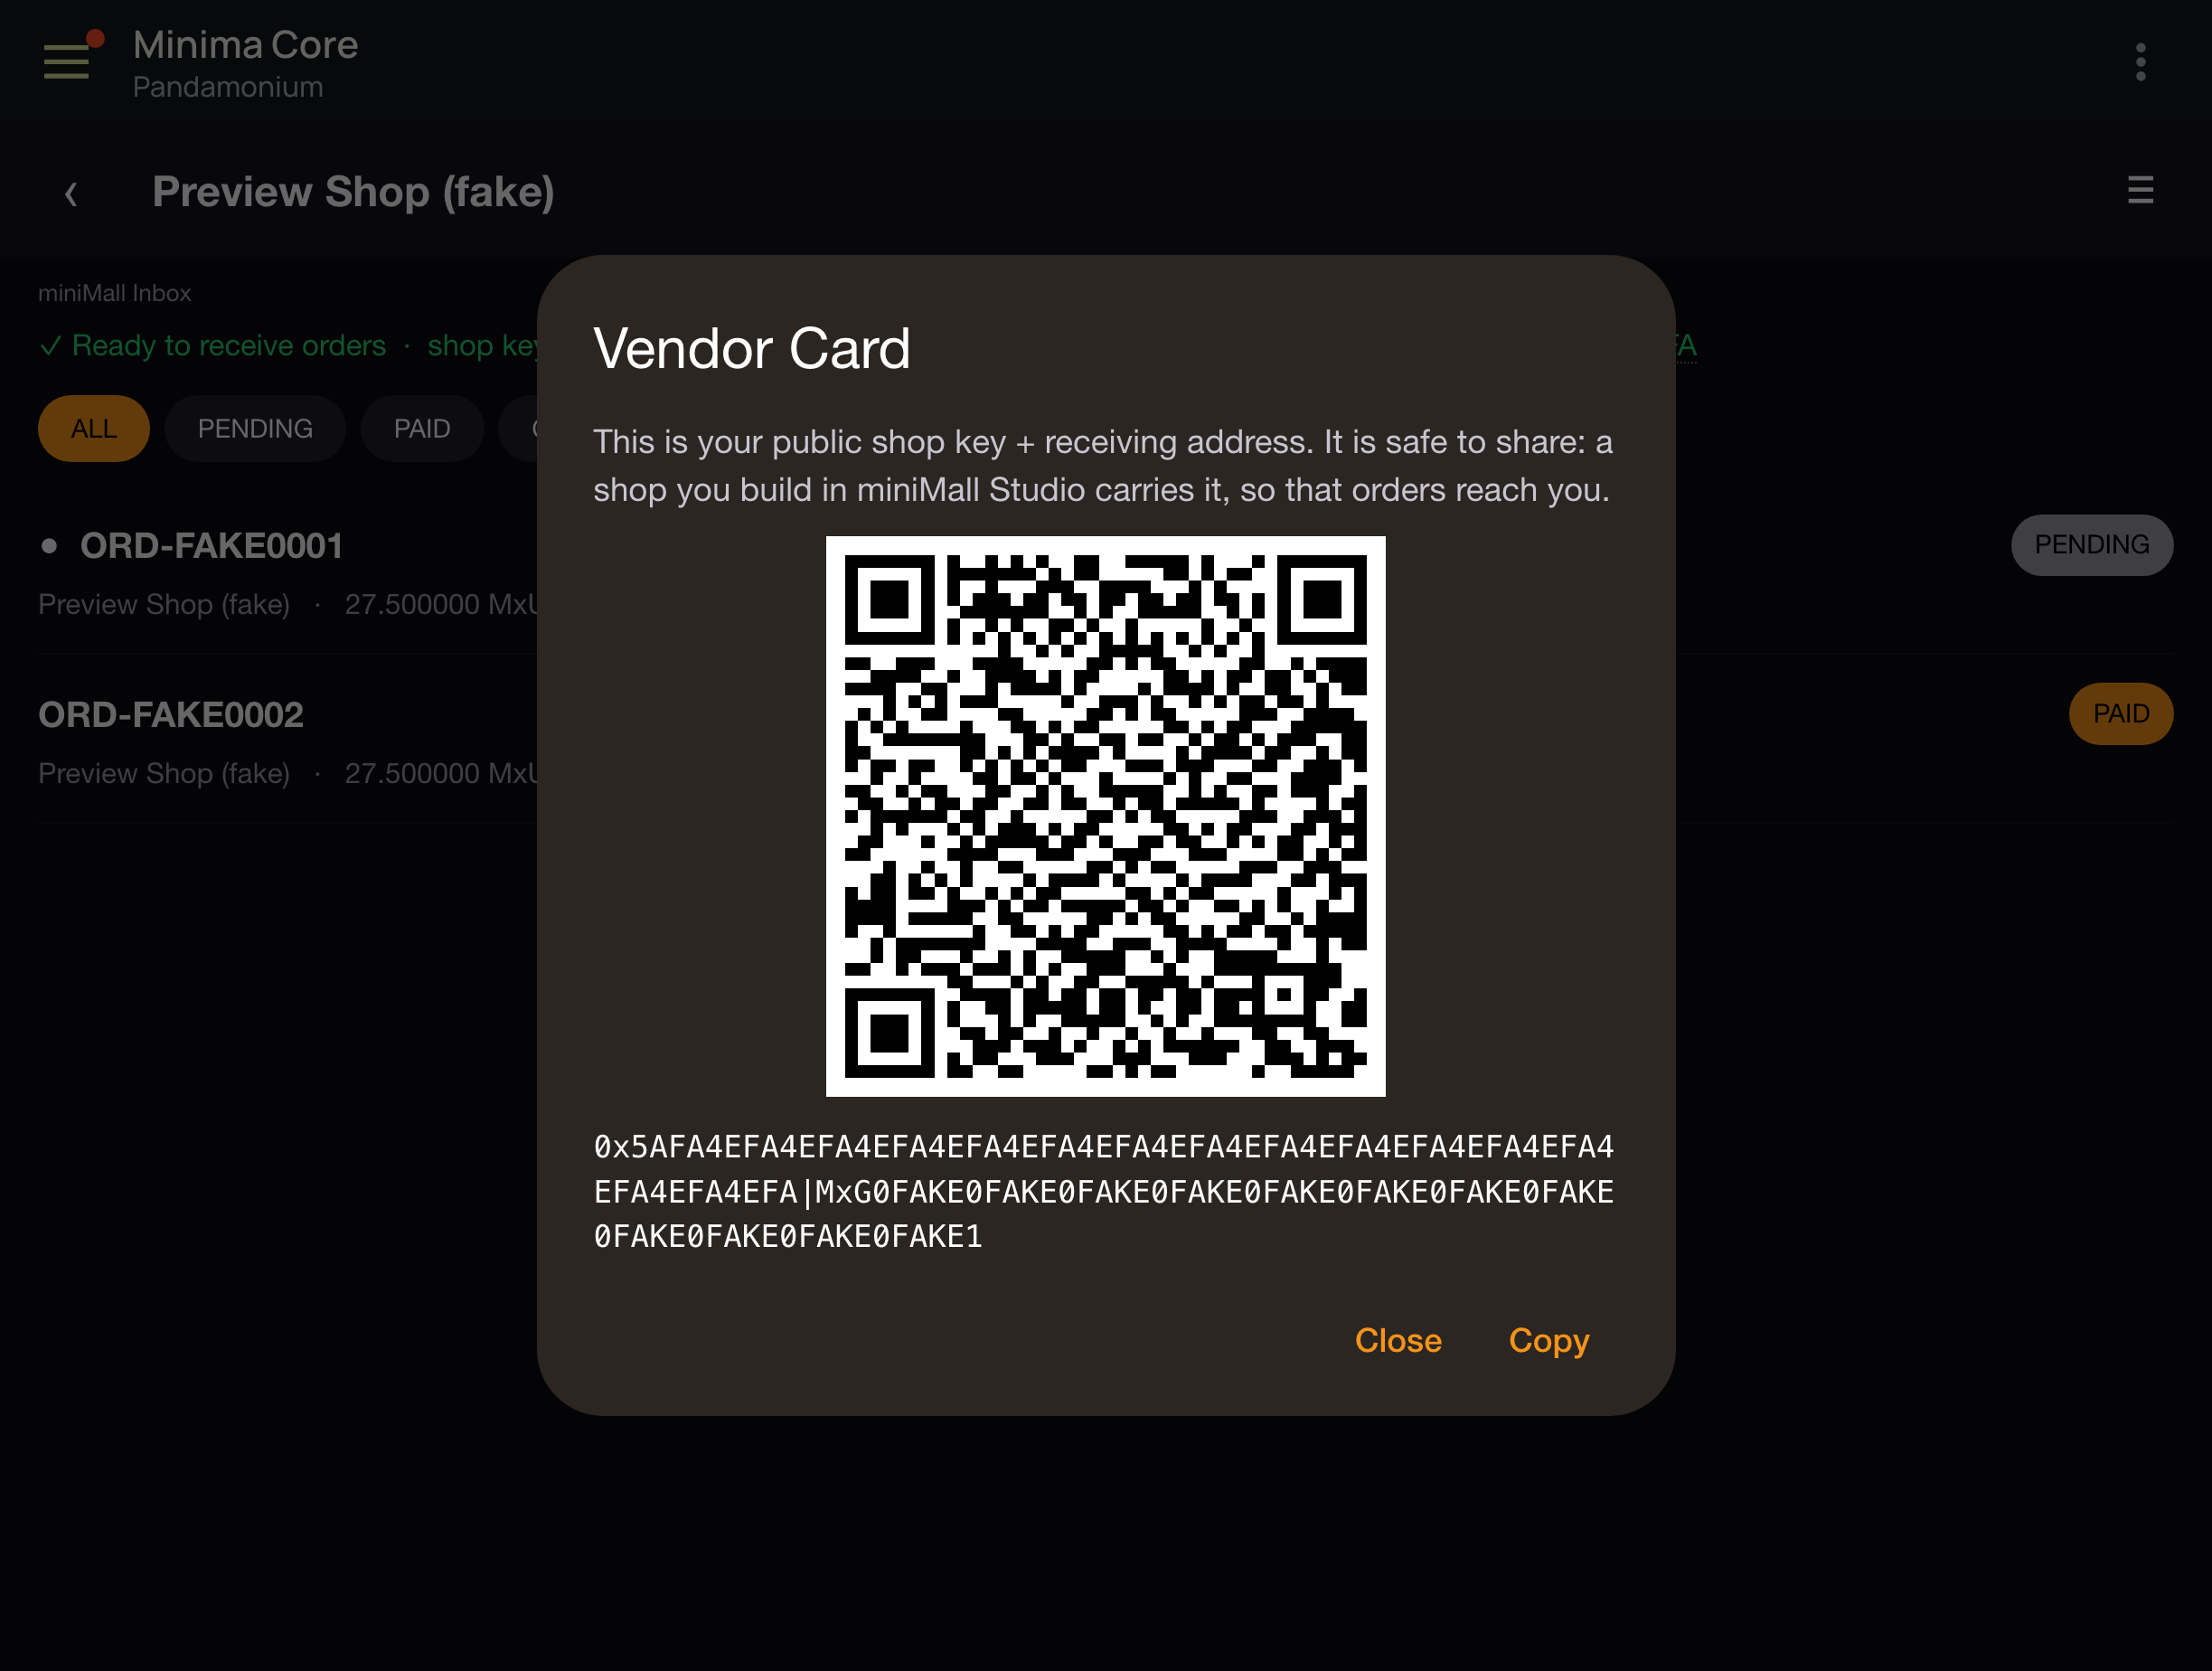 Minima Core
Pandamonium
Preview Shop (fake)
miniMall Inbox
✓ Ready to receive orders · shop key
FA
ALL
PENDING
PAID
ORD-FAKE0001
PENDING
Preview Shop (fake) · 27.500000
ORD-FAKE0002
PAID
Preview Shop (fake) · 27.500000
Vendor Card
This is your public shop key + receiving address. It is safe to share: a
shop you build in miniMall Studio carries it, so that orders reach you.
0x5AFA4EFA4EFA4EFA4EFA4EFA4EFA4EFA4EFA4EFA4EFA4EFA4EFA4
EFA4EFA4EFA|MxG0FAKE0FAKE0FAKE0FAKE0FAKE0FAKE0FAKE0FAKE
0FAKE0FAKE0FAKE0FAKE1
Close
Copy